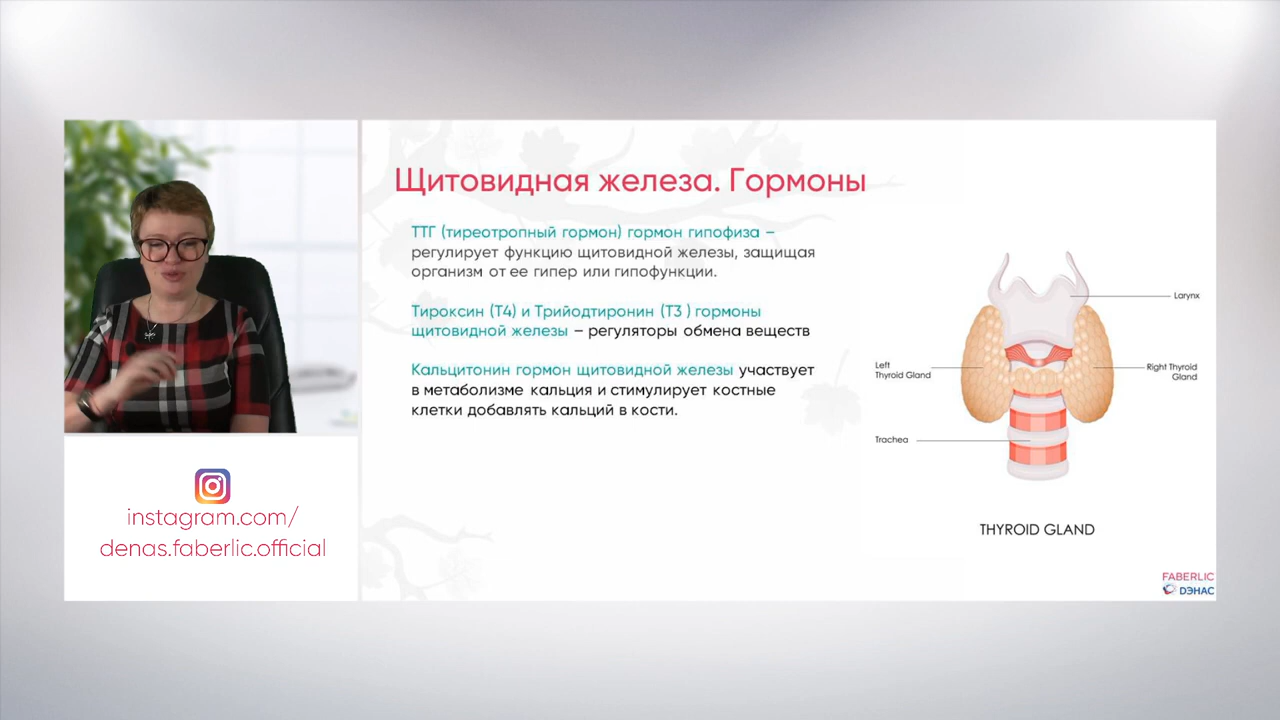 Щитовидная железа. Гормоны
ТТГ (тиреотропный гормон) гормон гипофиза –
регулирует функцию щитовидной железы, защищая
организм от ее гипер или гипофункции.
Тироксин (Т4) и Трийодтиронин (Т3 ) гормоны
щитовидной железы – регуляторы обмена веществ
Кальцитонин гормон щитовидной железы участвует
в метаболизме кальция и стимулирует костные
клетки добавлять кальций в кости.
Larynx
Left
Thyroid Gland
Right Thyroid
Gland
Trachea
THYROID GLAND
instagram.com/
denas.faberlic.official
FABERLIC
DЭНАС